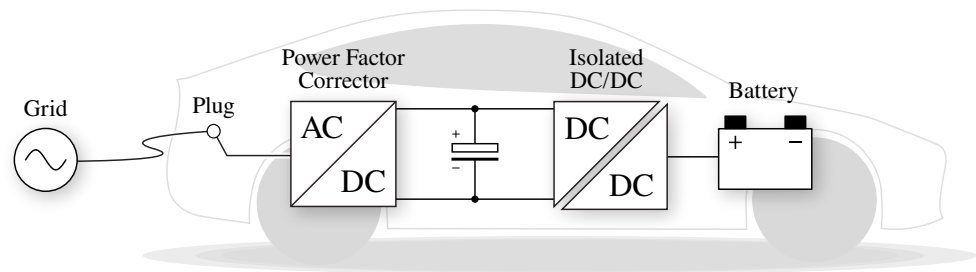 Power Factor
Corrector
Isolated
DC/DC
Battery
Grid
Plug
AC
DC
+
−
DC
DC
+
−